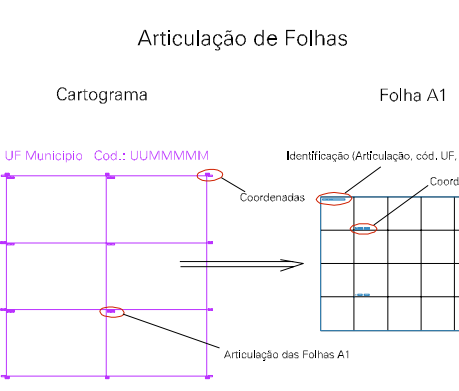 Articulação de Folhas
Cartograma
Folha A1
UF Municipio Cod.: UUMMMMM
Identificação (Articulação, cód. UF,
Coord
Coordenadas
Articulação das Folhas A1